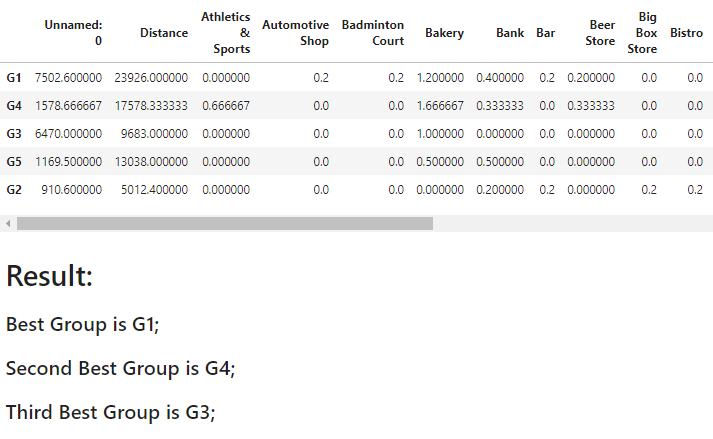 Unnamed: 0 Distance Athletics & Sports Automotive Shop Badminton Court Bakery Bank Bar Beer Store Big Box Store Bistro
G1 7502.600000 23926.000000 0.000000 0.2 0.2 1.200000 0.400000 0.2 0.200000 0.0 0.0
G4 1578.666667 17578.333333 0.666667 0.0 0.0 1.666667 0.333333 0.0 0.333333 0.0 0.0
G3 6470.000000 9683.000000 0.000000 0.0 0.0 1.000000 0.000000 0.0 0.000000 0.0 0.0
G5 1169.500000 13038.000000 0.000000 0.0 0.0 0.500000 0.500000 0.0 0.000000 0.0 0.0
G2 910.600000 5012.400000 0.000000 0.0 0.0 0.000000 0.200000 0.2 0.000000 0.2 0.2
Result:
Best Group is G1;
Second Best Group is G4;
Third Best Group is G3;